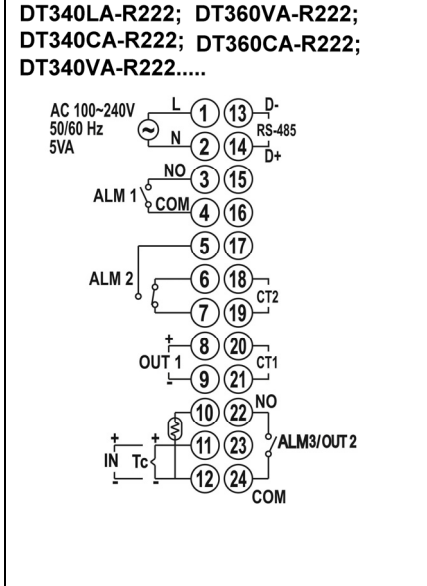 DT340LA-R222; DT360VA-R222;
DT340CA-R222; DT360CA-R222;
DT340VA-R222.....
AC 100~240V
50/60 Hz
5VA
L 1 13 D-
RS-485
N 2 14 D+
NO 3 15
ALM 1
COM 4 16
5 17
ALM 2 6 18
CT2
7 19
+ 8 20
OUT 1 CT1
- 9 21
10 22 NO
+ + 11 23 ALM3/OUT 2
IN Tc
- - 12 24
COM